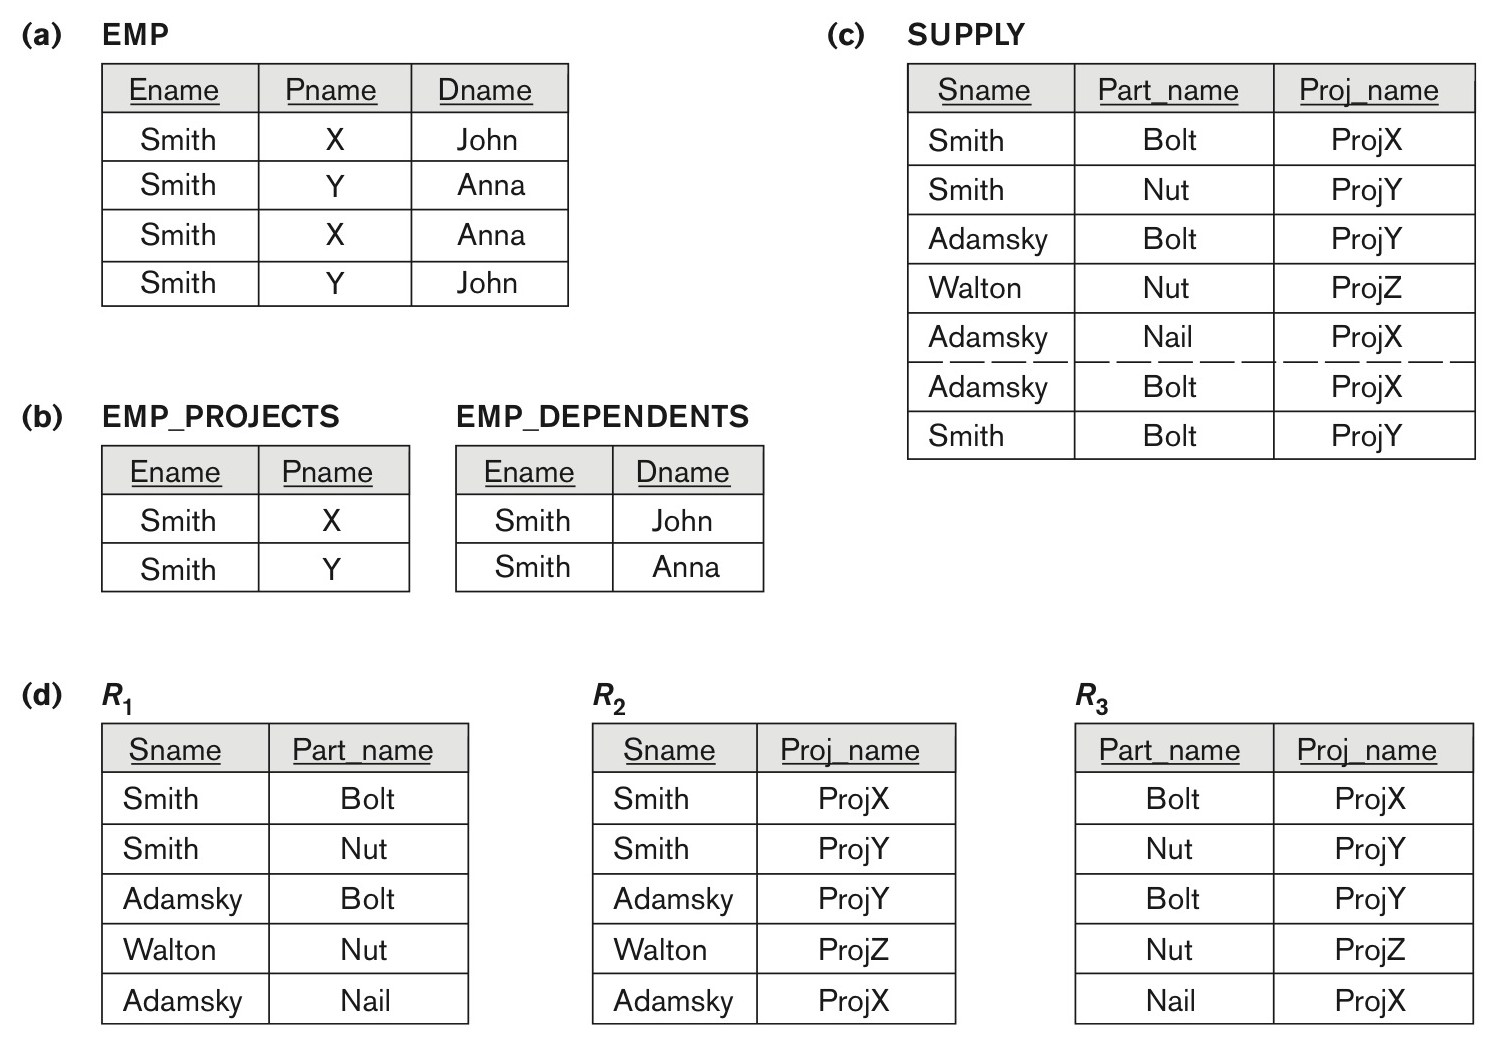 (a) EMP
Ename Pname Dname
Smith X John
Smith Y Anna
Smith X Anna
Smith Y John
(b) EMP_PROJECTS
Ename Pname
Smith X
Smith Y
EMP_DEPENDENTS
Ename Dname
Smith John
Smith Anna
(c) SUPPLY
Sname Part_name Proj_name
Smith Bolt ProjX
Smith Nut ProjY
Adamsky Bolt ProjY
Walton Nut ProjZ
Adamsky Nail ProjX
Adamsky Bolt ProjX
Smith Bolt ProjY
(d) R1
Sname Part_name
Smith Bolt
Smith Nut
Adamsky Bolt
Walton Nut
Adamsky Nail
R2
Sname Proj_name
Smith ProjX
Smith ProjY
Adamsky ProjY
Walton ProjZ
Adamsky ProjX
R3
Part_name Proj_name
Bolt ProjX
Nut ProjY
Bolt ProjY
Nut ProjZ
Nail ProjX